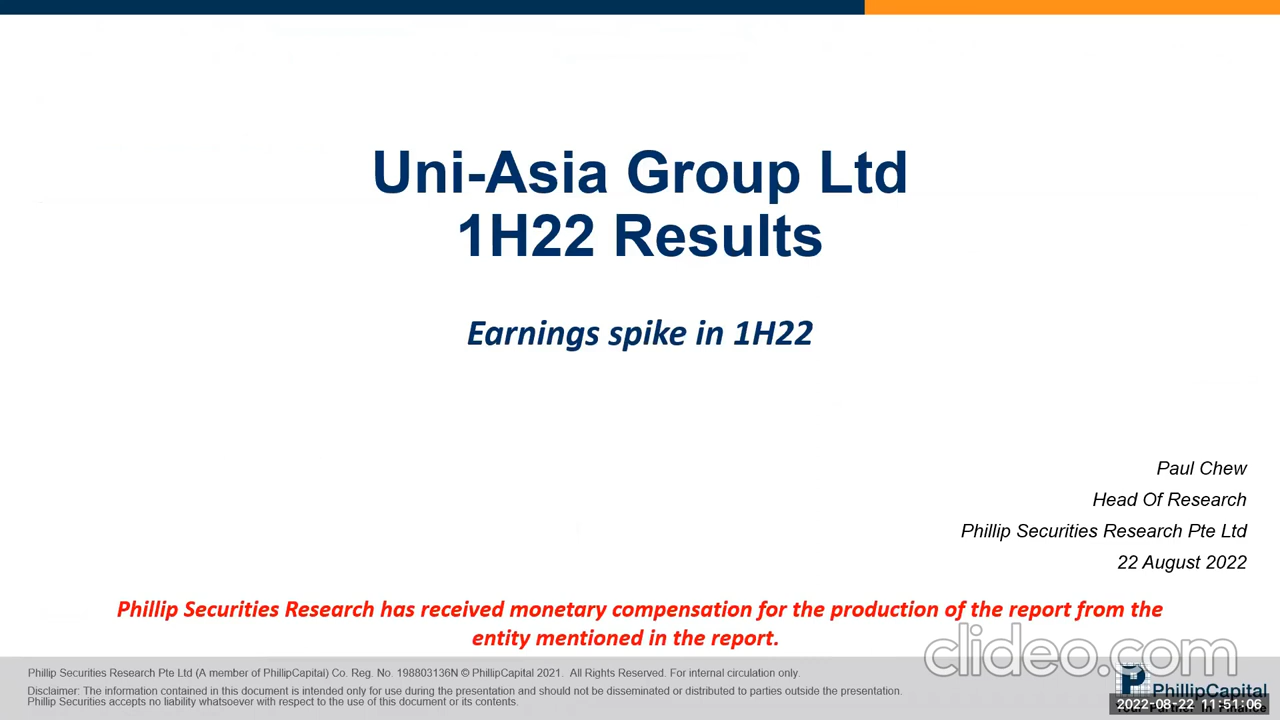 Uni-Asia Group Ltd
1H22 Results
Earnings spike in 1H22
Paul Chew
Head Of Research
Phillip Securities Research Pte Ltd
22 August 2022
Phillip Securities Research has received monetary compensation for the production of the report from the
entity mentioned in the report.
clideo.com
Phillip Securities Research Pte Ltd (A member of PhillipCapital) Co. Reg. No. 198803136N © PhillipCapital 2021. All Rights Reserved. For internal circulation only.
Disclaimer: The information contained in this document is intended only for use during the presentation and should not be disseminated or distributed to parties outside the presentation.
Phillip Securities accepts no liability whatsoever with respect to the use of this document or its contents.
PhillipCapital
Your Partner In Finance
2022-08-22 11:51:06